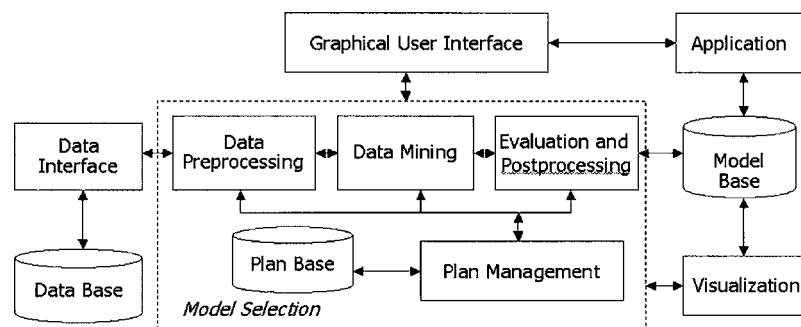 Graphical User Interface
Application
Data
Interface
Data
Preprocessing
Data Mining
Evaluation and
Postprocessing
Model
Base
Plan Base
Plan Management
Data Base
Model Selection
Visualization